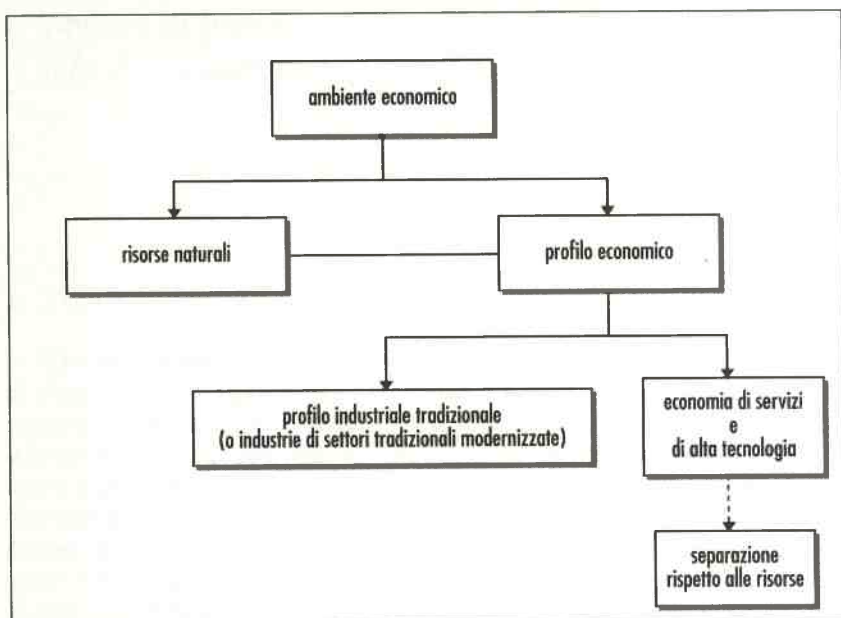 ambiente economico
risorse naturali
profilo economico
profilo industriale tradizionale
(o industrie di settori tradizionali modernizzate)
economia di servizi
e
di alta tecnologia
separazione
rispetto alle risorse